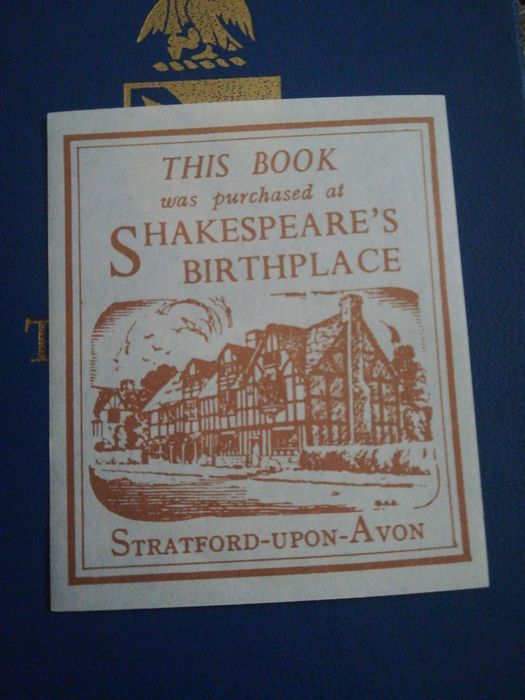 THIS BOOK
was purchased at
SHAKESPEARE'S
BIRTHPLACE
STRATFORD-UPON-AVON